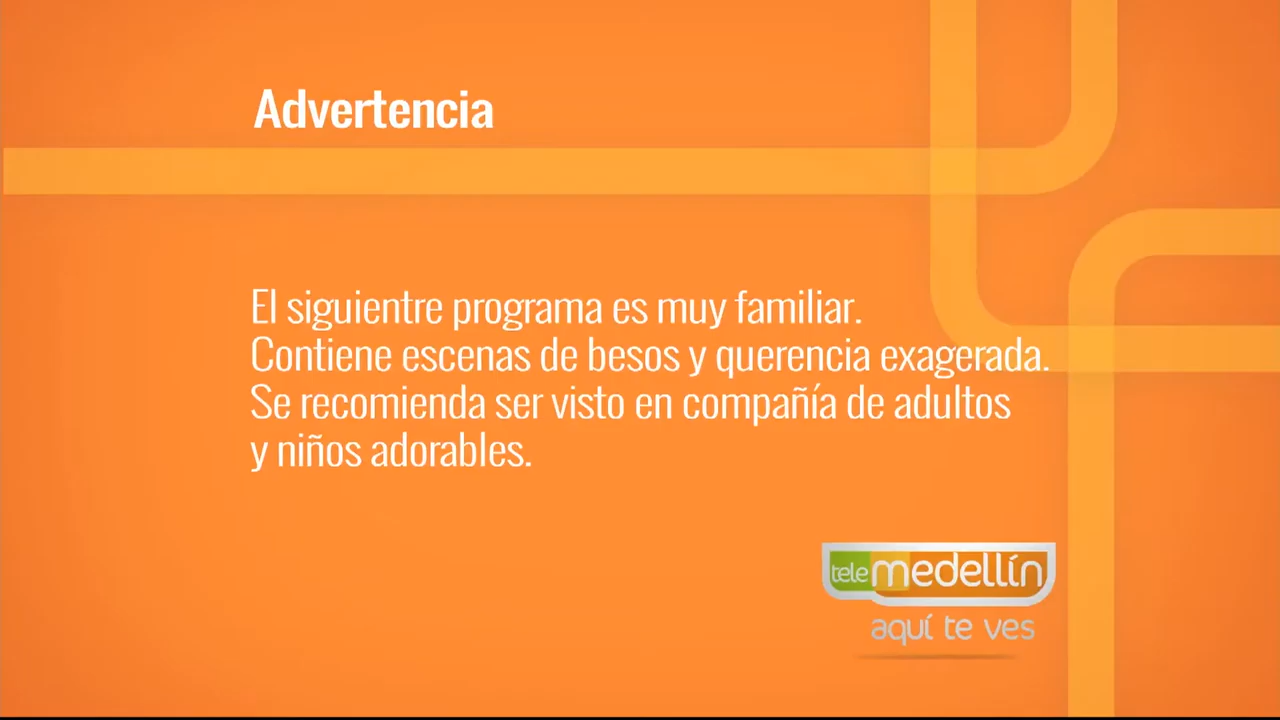 Advertencia
El siguientre programa es muy familiar.
Contiene escenas de besos y querencia exagerada.
Se recomienda ser visto en compañía de adultos
y niños adorables.
telemedellín
aquí te ves